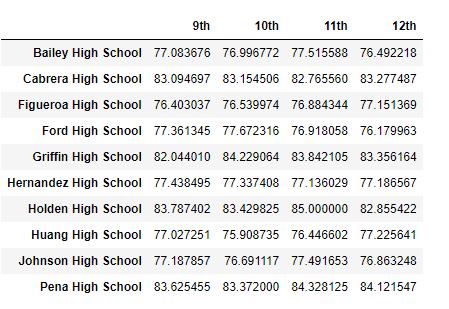 9th 10th 11th 12th
Bailey High School 77.083676 76.996772 77.515588 76.492218
Cabrera High School 83.094697 83.154506 82.765560 83.277487
Figueroa High School 76.403037 76.539974 76.884344 77.151369
Ford High School 77.361345 77.672316 76.918058 76.179963
Griffin High School 82.044010 84.229064 83.842105 83.356164
Hernandez High School 77.438495 77.337408 77.136029 77.186567
Holden High School 83.787402 83.429825 85.000000 82.855422
Huang High School 77.027251 75.908735 76.446602 77.225641
Johnson High School 77.187857 76.691117 77.491653 76.863248
Pena High School 83.625455 83.372000 84.328125 84.121547